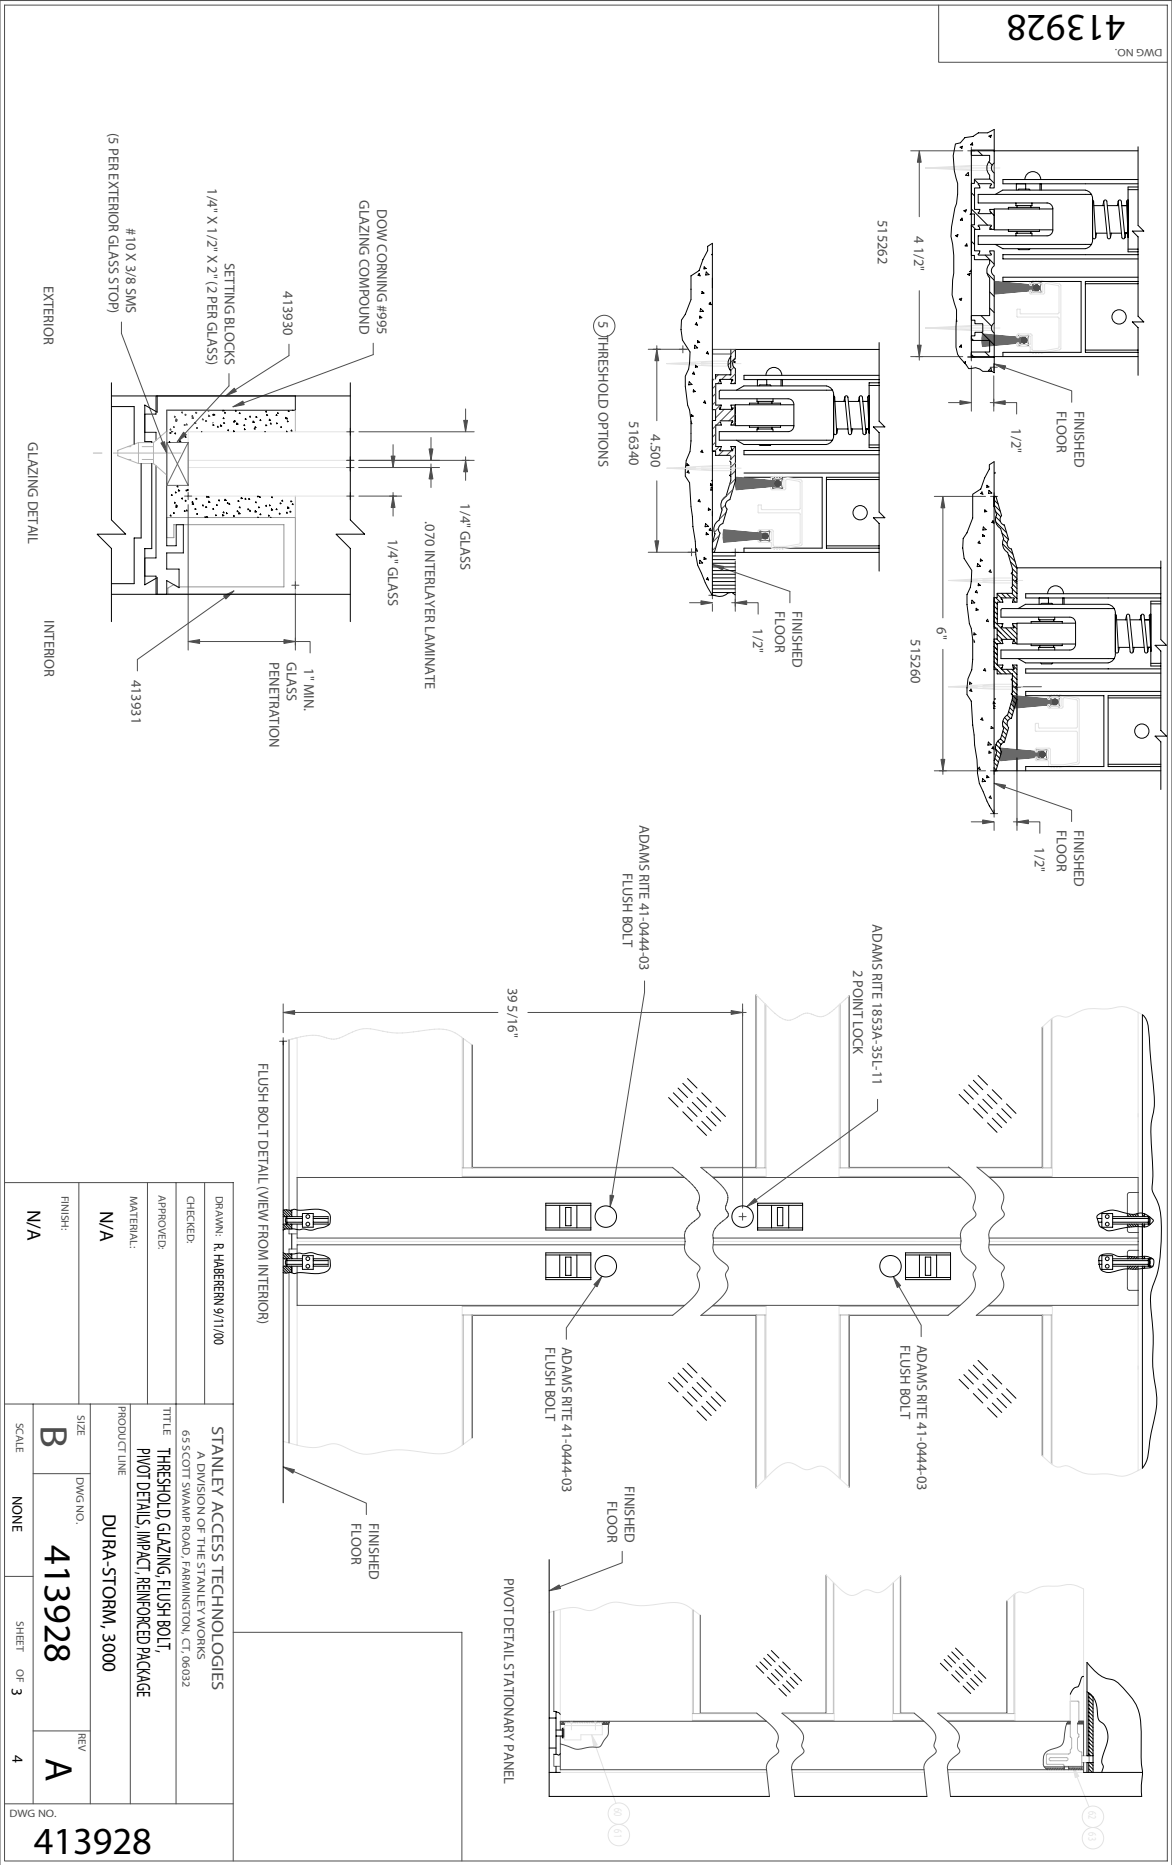 413928
DWG NO.
4 1/2"
515262
FINISHED
FLOOR
1/2"
6"
515260
FINISHED
FLOOR
1/2"
4.500
516340
5 THRESHOLD OPTIONS
FINISHED
FLOOR
1/2"
DOW CORNING #995
GLAZING COMPOUND
413930
SETTING BLOCKS
1/4" X 1/2" X 2" (2 PER GLASS)
#10 X 3/8 SMS
(5 PER EXTERIOR GLASS STOP)
1/4" GLASS
.070 INTERLAYER LAMINATE
1/4" GLASS
1" MIN.
GLASS
PENETRATION
413931
EXTERIOR
GLAZING DETAIL
INTERIOR
ADAMS RITE 1853A-35L-11
2 POINT LOCK
ADAMS RITE 41-0444-03
FLUSH BOLT
39 5/16"
ADAMS RITE 41-0444-03
FLUSH BOLT
ADAMS RITE 41-0444-03
FLUSH BOLT
FINISHED
FLOOR
FLUSH BOLT DETAIL (VIEW FROM INTERIOR)
62
63
60
61
FINISHED
FLOOR
PIVOT DETAIL STATIONARY PANEL
DRAWN: R. HABERERN 9/11/00
CHECKED:
APPROVED:
MATERIAL:
N/A
FINISH:
N/A
STANLEY ACCESS TECHNOLOGIES
A DIVISION OF THE STANLEY WORKS
65 SCOTT SWAMP ROAD, FARMINGTON, CT, 06032
TITLE THRESHOLD, GLAZING, FLUSH BOLT,
PIVOT DETAILS, IMPACT, REINFORCED PACKAGE
PRODUCT LINE
DURA-STORM, 3000
SIZE
B
DWG NO.
413928
REV
A
SCALE NONE
SHEET OF 3 4
DWG NO.
413928